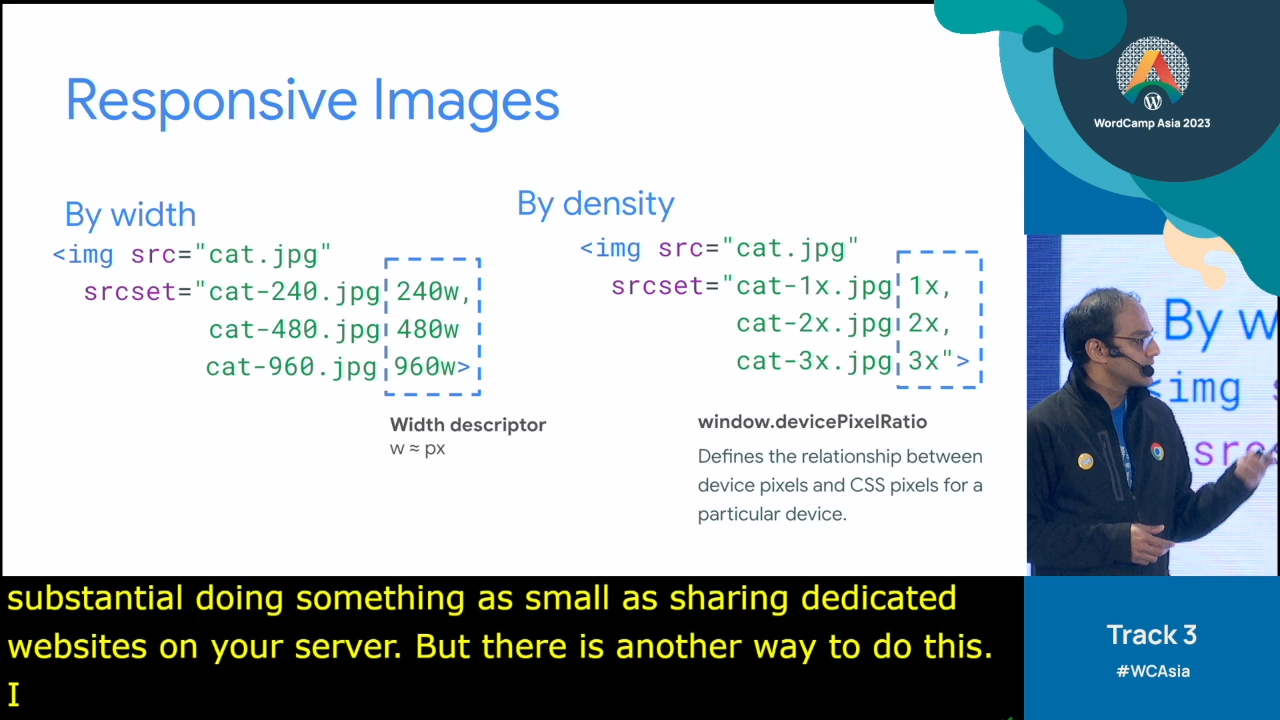 Responsive Images
By width
<img src="cat.jpg"
srcset="cat-240.jpg 240w,
cat-480.jpg 480w
cat-960.jpg 960w>
Width descriptor
w ≈ px
By density
<img src="cat.jpg"
srcset="cat-1x.jpg 1x,
cat-2x.jpg 2x,
cat-3x.jpg 3x">
window.devicePixelRatio
Defines the relationship between
device pixels and CSS pixels for a
particular device.
WordCamp Asia 2023
By w
<img s
src
substantial doing something as small as sharing dedicated
websites on your server. But there is another way to do this.
I
Track 3
#WCAsia